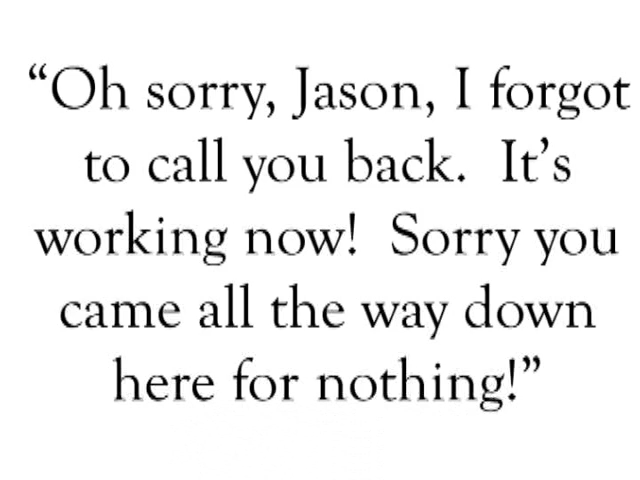 “Oh sorry, Jason, I forgot
to call you back.  It’s
working now!  Sorry you
came all the way down
here for nothing!”